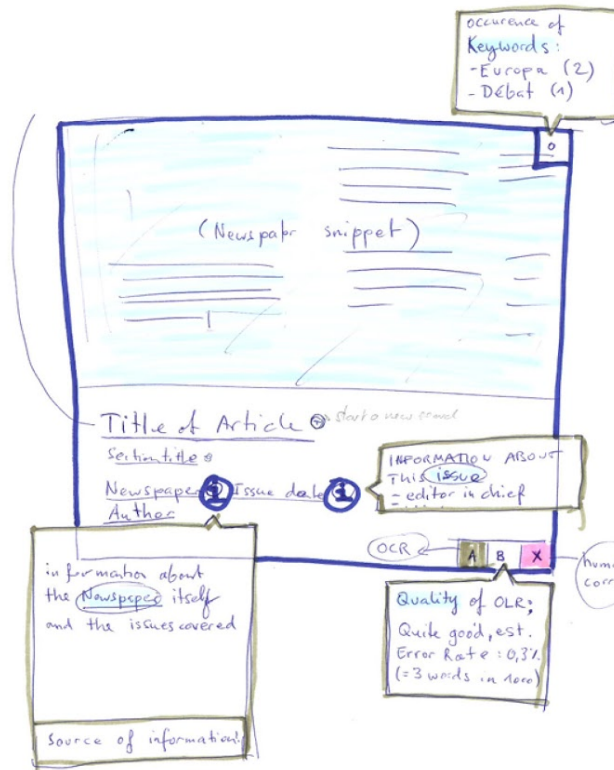 occurence of
Keywords:
- Europa (2)
- Débat (1)
0
(Newspaper snippet)
Title of Article
start a new
Section title
Newspaper i Issue date i
Author
INFORMATION ABOUT
THIS issue
= editor in chief
OCR
A B X
information about
the Newspaper itself
and the issues covered
Source of information:
Quality of OLR;
Quite good, est.
Error Rate: 0,3%
(=3 words in 1000)